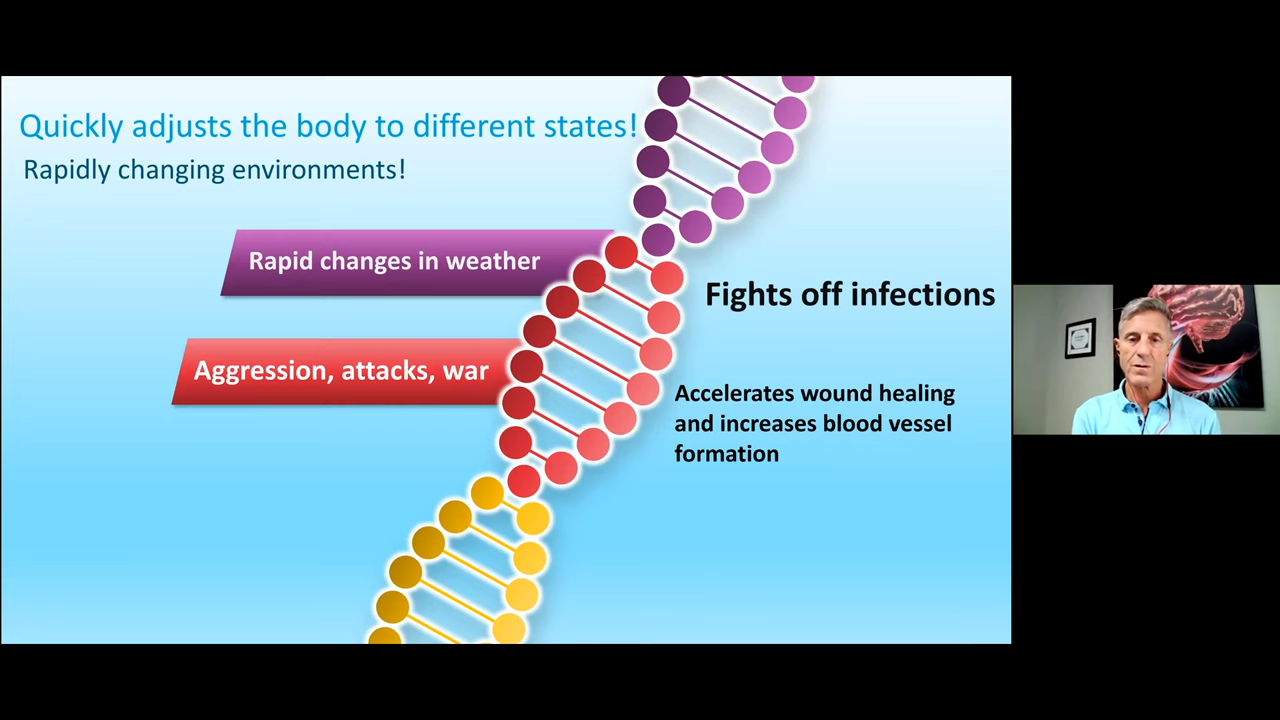 Quickly adjusts the body to different states!
Rapidly changing environments!
Rapid changes in weather
Fights off infections
Aggression, attacks, war
Accelerates wound healing
and increases blood vessel
formation